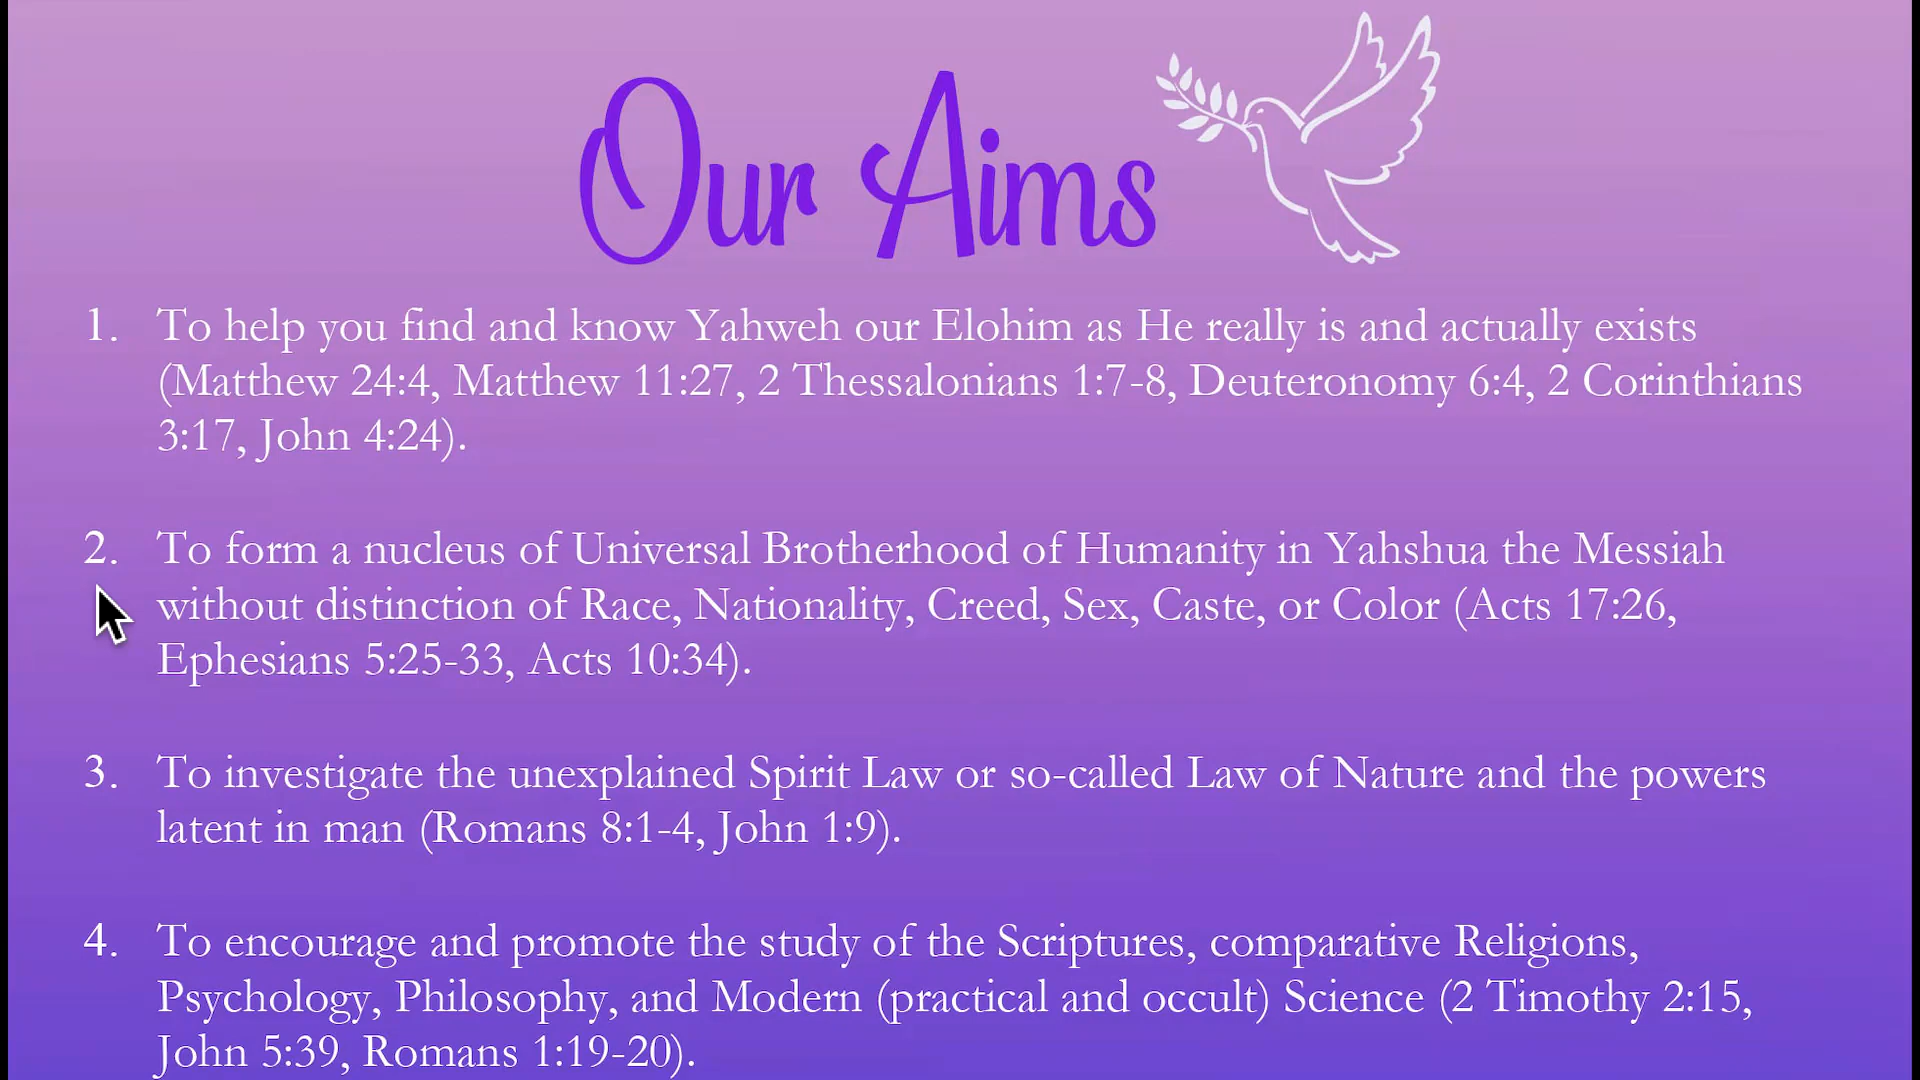 Our Aims
1. To help you find and know Yahweh our Elohim as He really is and actually exists
(Matthew 24:4, Matthew 11:27, 2 Thessalonians 1:7-8, Deuteronomy 6:4, 2 Corinthians
3:17, John 4:24).
2. To form a nucleus of Universal Brotherhood of Humanity in Yahshua the Messiah
without distinction of Race, Nationality, Creed, Sex, Caste, or Color (Acts 17:26,
Ephesians 5:25-33, Acts 10:34).
3. To investigate the unexplained Spirit Law or so-called Law of Nature and the powers
latent in man (Romans 8:1-4, John 1:9).
4. To encourage and promote the study of the Scriptures, comparative Religions,
Psychology, Philosophy, and Modern (practical and occult) Science (2 Timothy 2:15,
John 5:39, Romans 1:19-20).